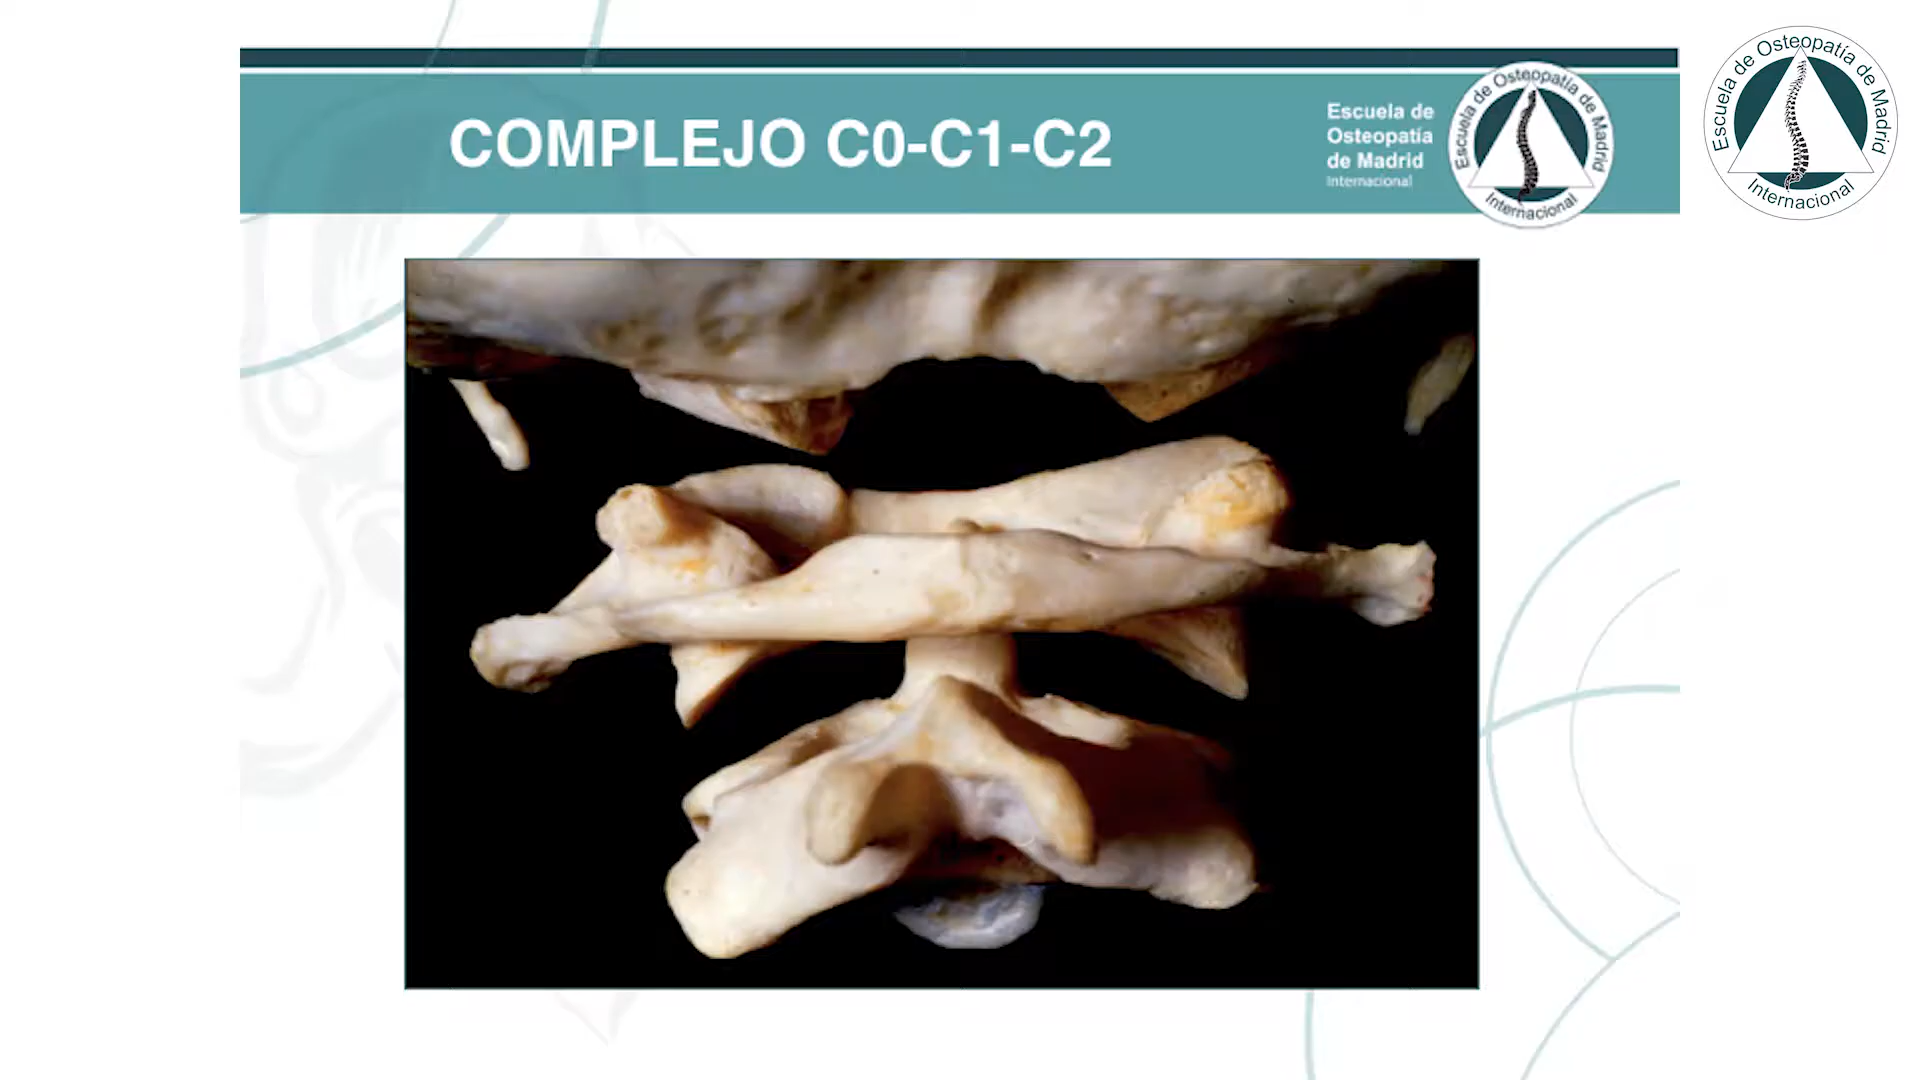 COMPLEJO C0-C1-C2
Escuela de
Osteopatía
de Madrid
Internacional
Escuela de Osteopatía de Madrid
Internacional
Escuela de Osteopatía de Madrid
Internacional